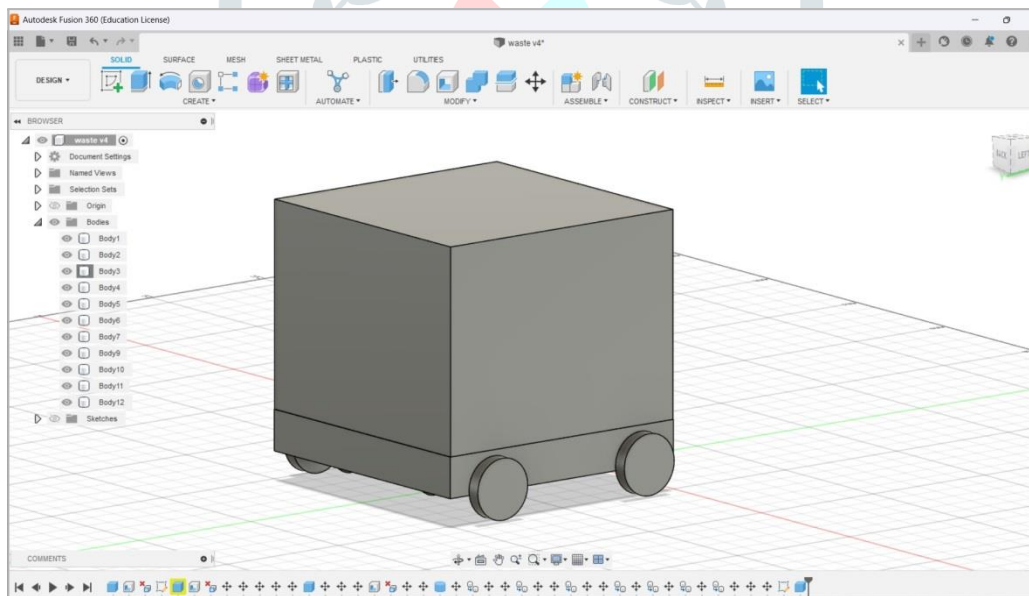 Autodesk Fusion 360 (Education License)
waste v4*
SOLID SURFACE MESH SHEET METAL PLASTIC UTILITIES
DESIGN
CREATE AUTOMATE MODIFY ASSEMBLE CONSTRUCT INSPECT INSERT SELECT
BROWSER
waste v4
Document Settings
Named Views
Selection Sets
Origin
Bodies
Body1
Body2
Body3
Body4
Body5
Body6
Body7
Body9
Body10
Body11
Body12
Sketches
LEFT
COMMENTS